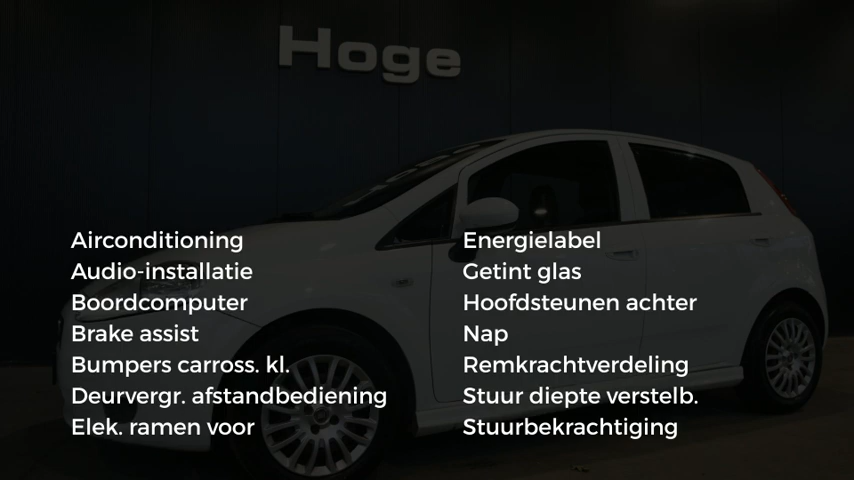 Hoge
Airconditioning
Audio-installatie
Boordcomputer
Brake assist
Bumpers carross. kl.
Deurvergr. afstandbediening
Elek. ramen voor
Energielabel
Getint glas
Hoofdsteunen achter
Nap
Remkrachtverdeling
Stuur diepte verstelb.
Stuurbekrachtiging